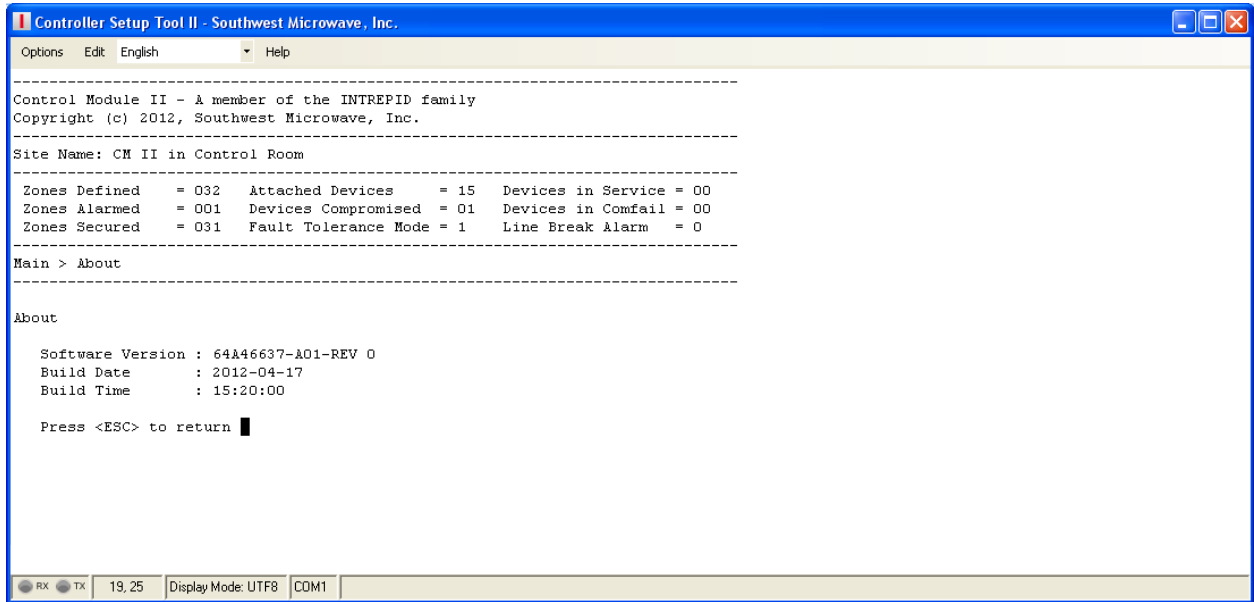 Controller Setup Tool II - Southwest Microwave, Inc.
Options Edit English Help
--------------------------------------------------------------------------------
Control Module II - A member of the INTREPID family
Copyright (c) 2012, Southwest Microwave, Inc.
--------------------------------------------------------------------------------
Site Name: CM II in Control Room
--------------------------------------------------------------------------------
Zones Defined = 032 Attached Devices = 15 Devices in Service = 00
Zones Alarmed = 001 Devices Compromised = 01 Devices in Comfail = 00
Zones Secured = 031 Fault Tolerance Mode = 1 Line Break Alarm = 0
--------------------------------------------------------------------------------
Main > About
--------------------------------------------------------------------------------
About
Software Version : 64A46637-A01-REV 0
Build Date : 2012-04-17
Build Time : 15:20:00
Press <ESC> to return
RX TX 19, 25 Display Mode: UTF8 COM1